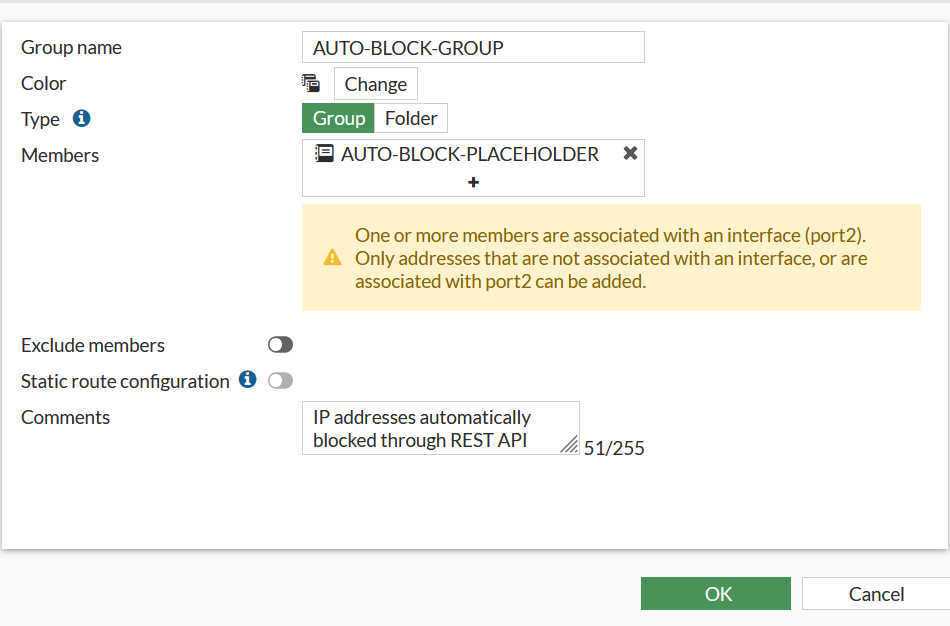 Group name AUTO-BLOCK-GROUP
Color Change
Type Group Folder
Members AUTO-BLOCK-PLACEHOLDER
+
One or more members are associated with an interface (port2).
Only addresses that are not associated with an interface, or are
associated with port2 can be added.
Exclude members
Static route configuration
Comments IP addresses automatically
blocked through REST API
51/255
OK Cancel